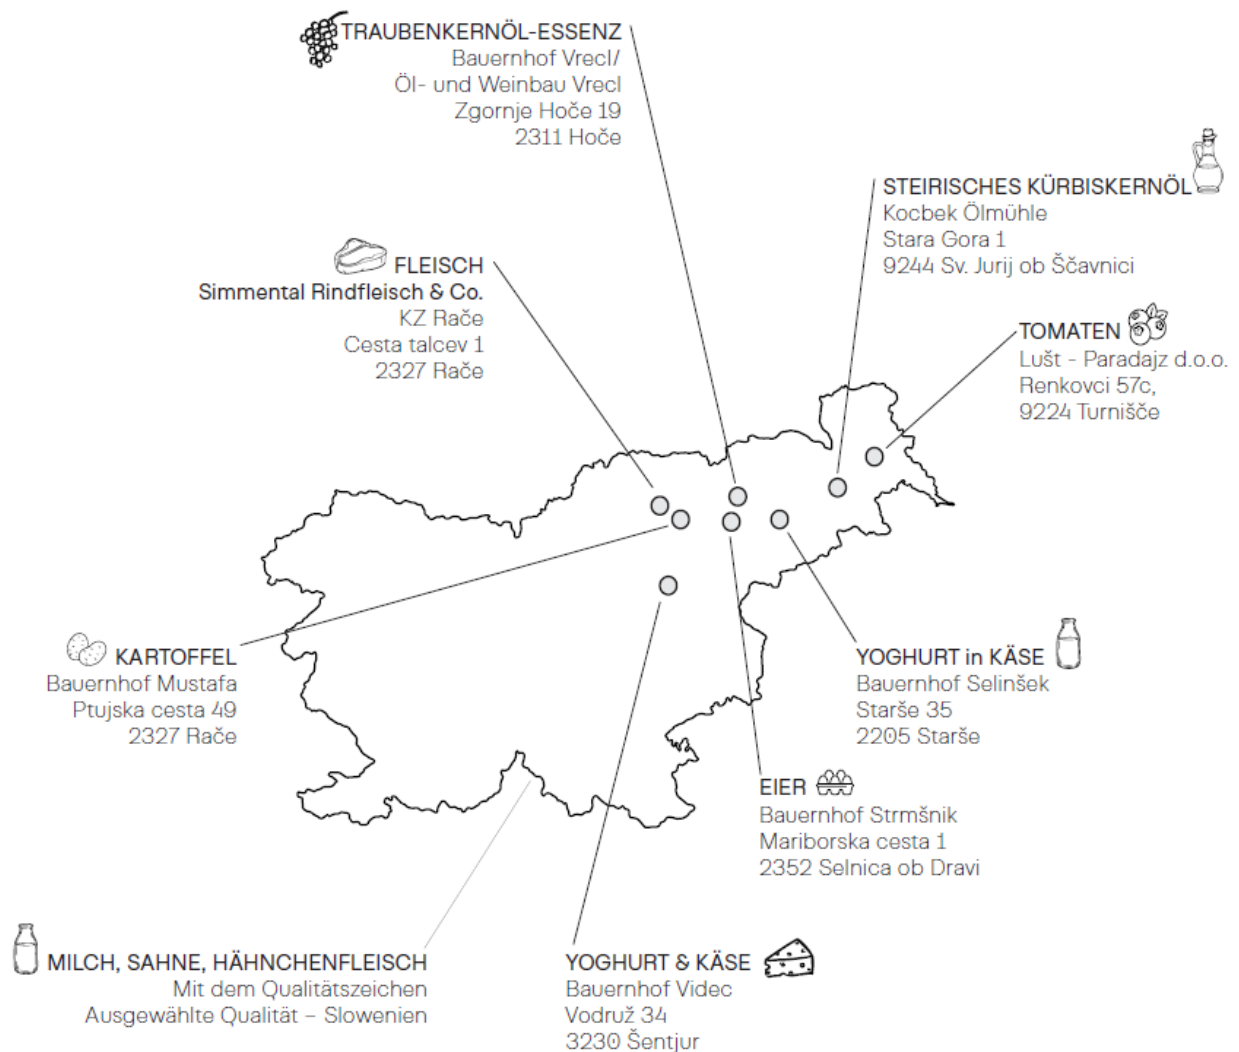 TRAUBENKERNÖL-ESSENZ
Bauernhof Vrecl/
Öl- und Weinbau Vrecl
Zgornje Hoče 19
2311 Hoče
STEIRISCHES KÜRBISKERNÖL
Kocbek Ölmühle
Stara Gora 1
9244 Sv. Jurij ob Ščavnici
FLEISCH
Simmental Rindfleisch & Co.
KZ Rače
Cesta talcev 1
2327 Rače
TOMATEN
Lušt - Paradajz d.o.o.
Renkovci 57c,
9224 Turnišče
KARTOFFEL
Bauernhof Mustafa
Ptujska cesta 49
2327 Rače
YOGHURT in KÄSE
Bauernhof Selinšek
Starše 35
2205 Starše
EIER
Bauernhof Strmšnik
Mariborska cesta 1
2352 Selnica ob Dravi
MILCH, SAHNE, HÄHNCHENFLEISCH
Mit dem Qualitätszeichen
Ausgewählte Qualität – Slowenien
YOGHURT & KÄSE
Bauernhof Videc
Vodruž 34
3230 Šentjur